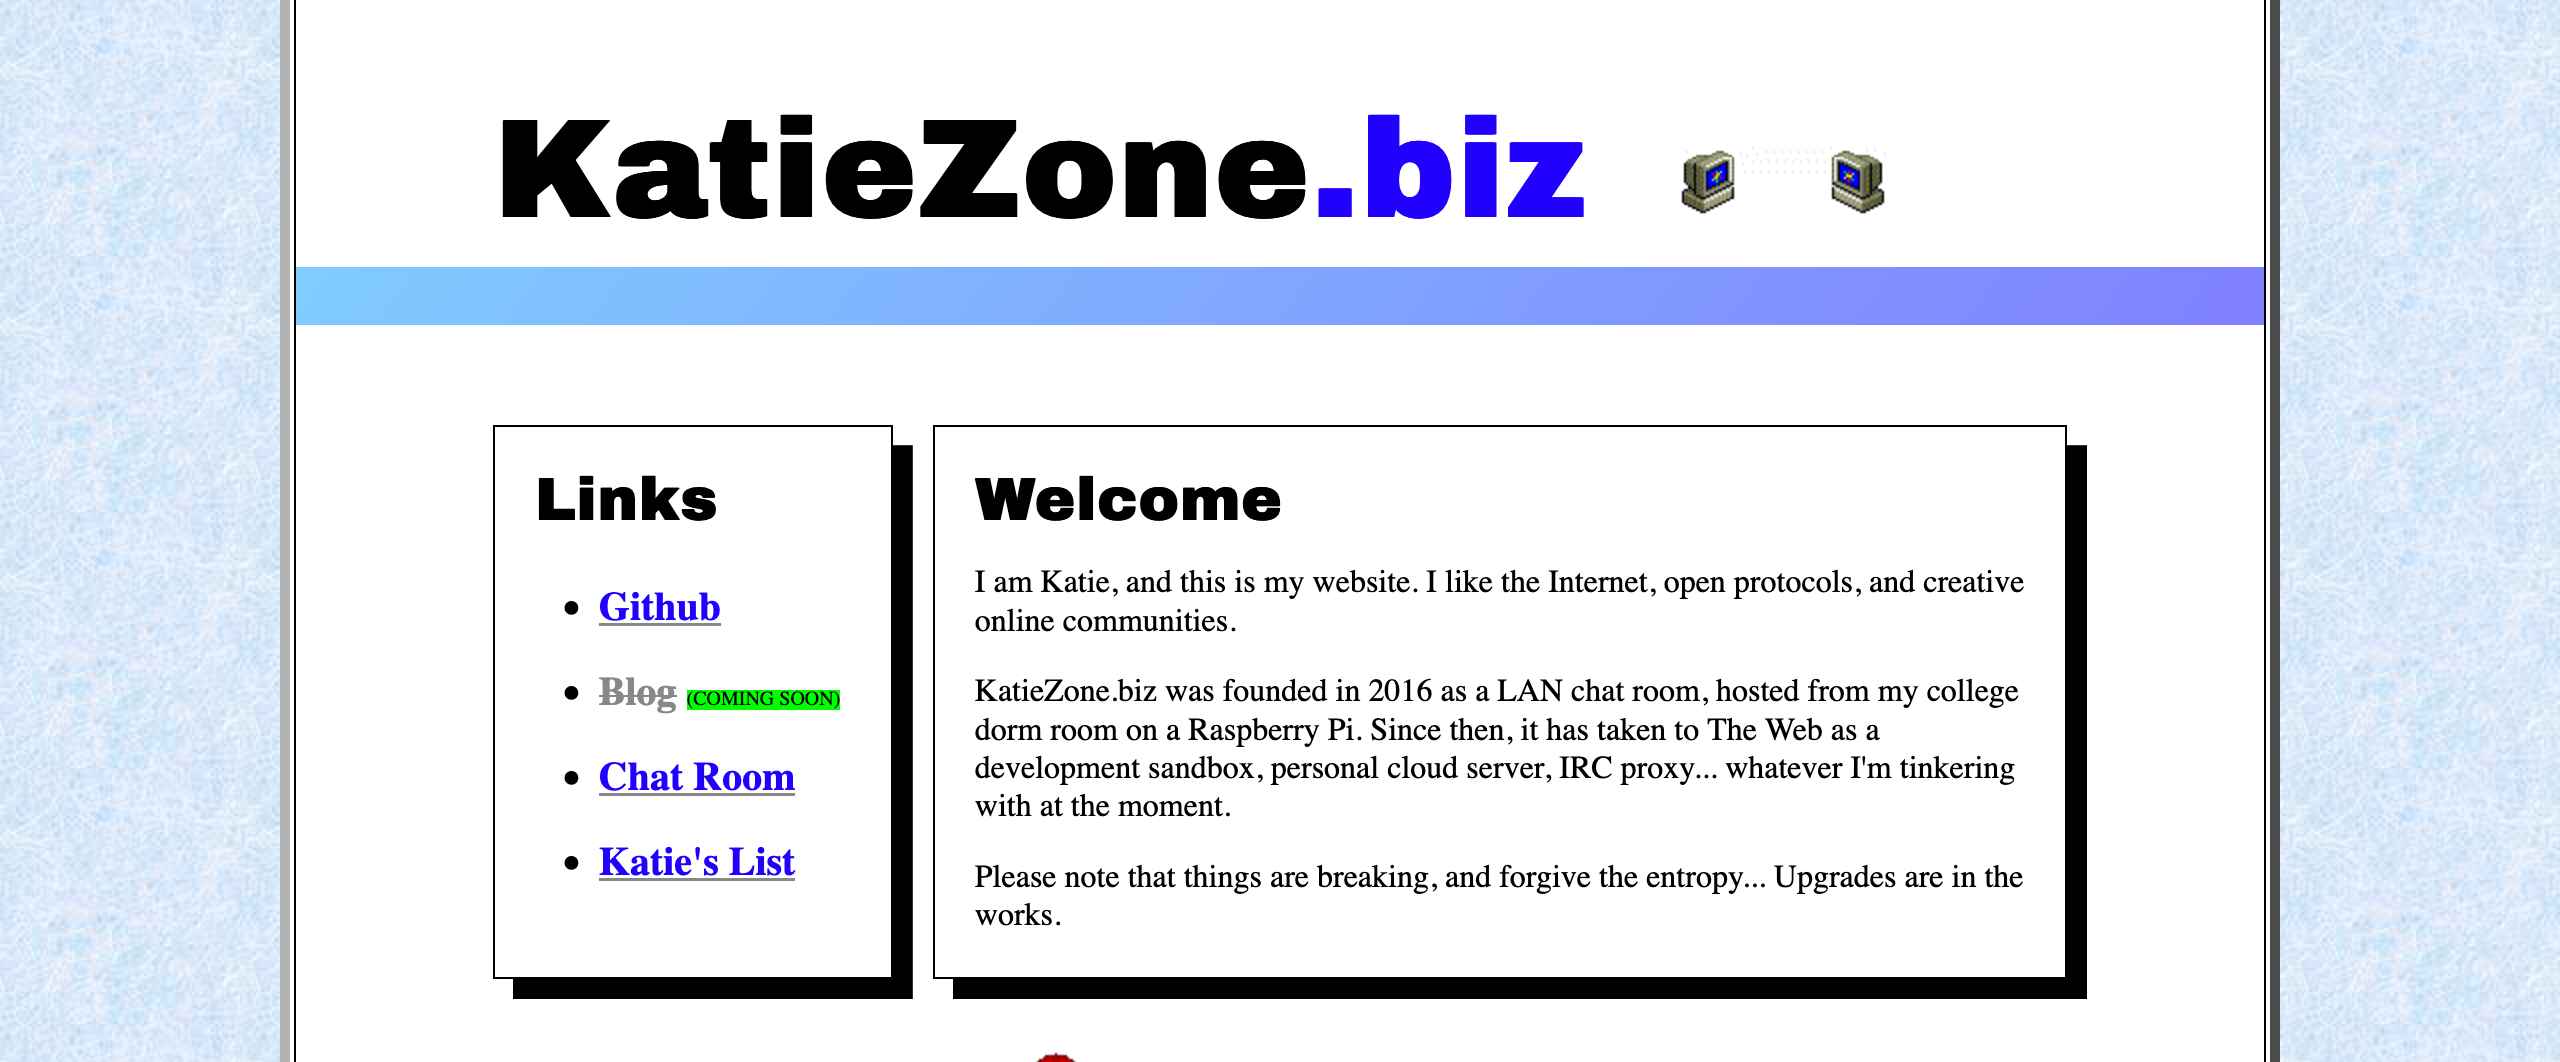 KatieZone.biz
Links
Github
Blog (COMING SOON)
Chat Room
Katie's List
Welcome
I am Katie, and this is my website. I like the Internet, open protocols, and creative
online communities.
KatieZone.biz was founded in 2016 as a LAN chat room, hosted from my college
dorm room on a Raspberry Pi. Since then, it has taken to The Web as a
development sandbox, personal cloud server, IRC proxy... whatever I'm tinkering
with at the moment.
Please note that things are breaking, and forgive the entropy... Upgrades are in the
works.